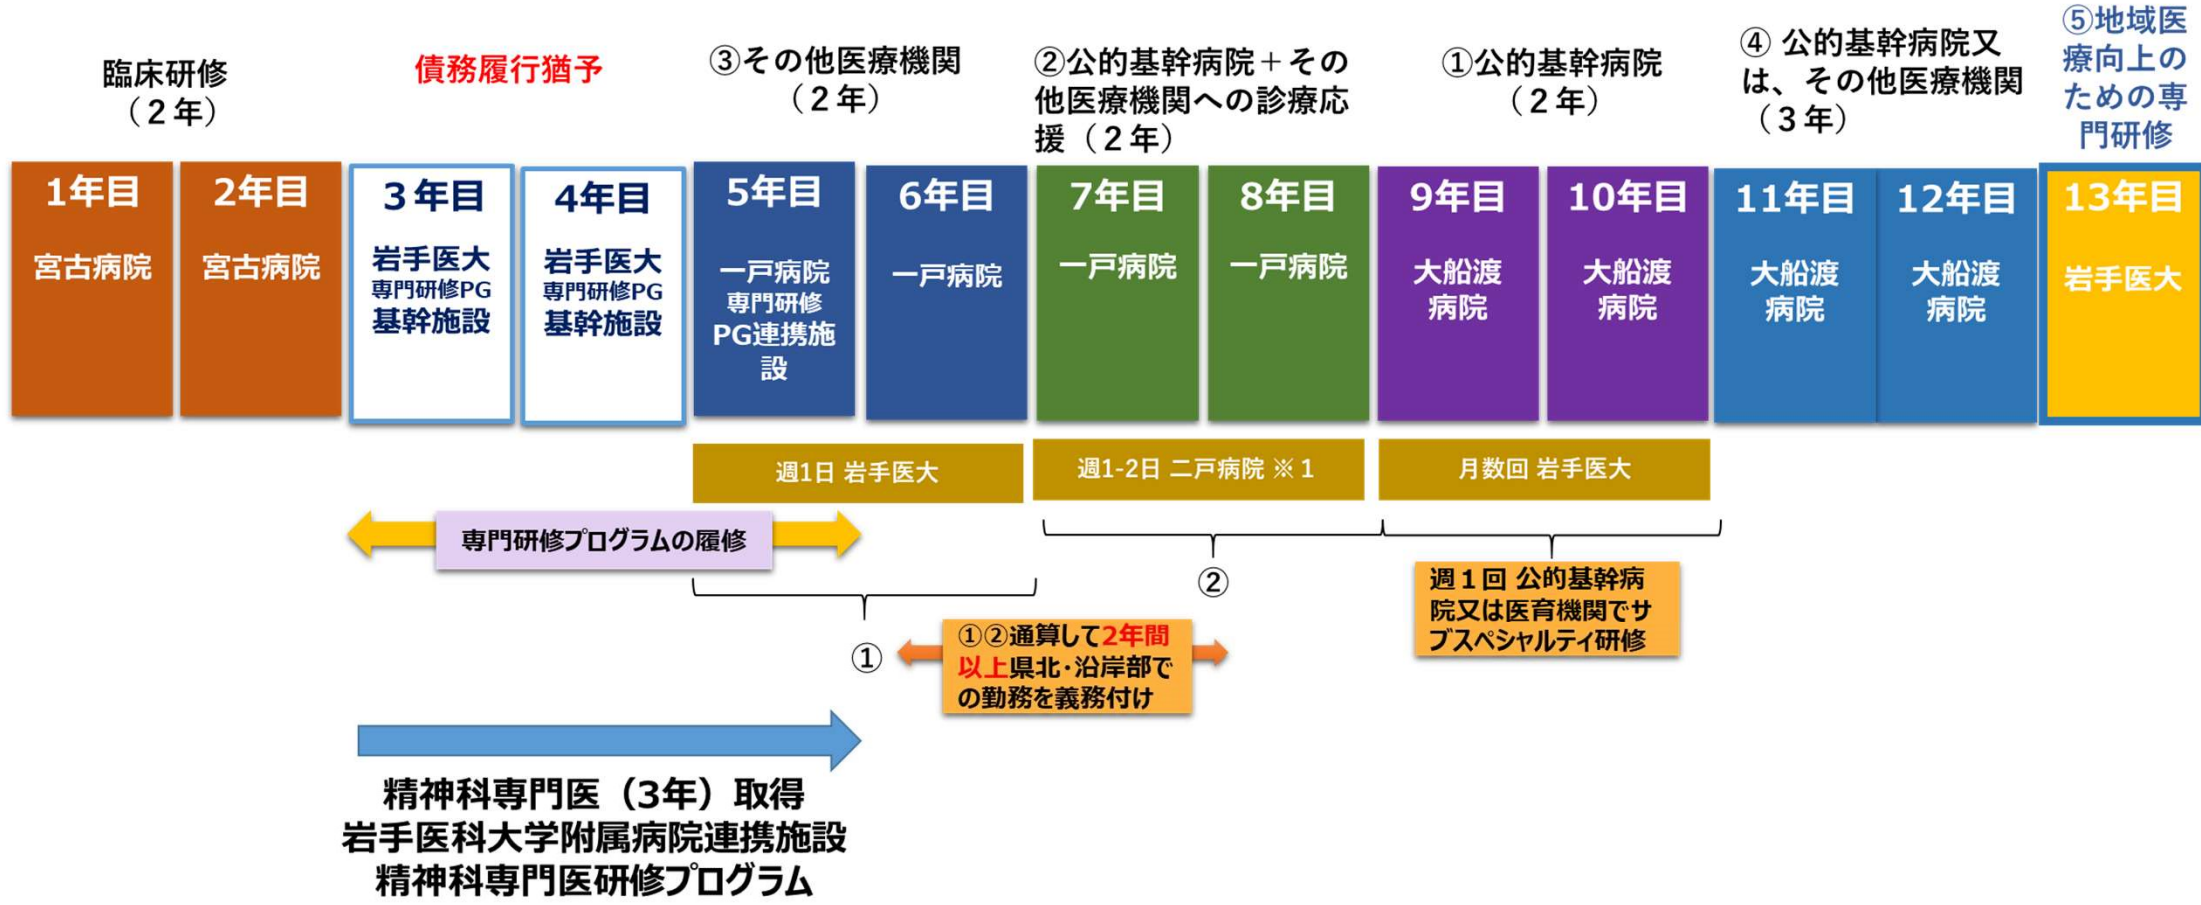 臨床研修
（２年）
債務履行猶予
③その他医療機関
（２年）
②公的基幹病院＋その
他医療機関への診療応
援（２年）
①公的基幹病院
（２年）
④ 公的基幹病院又
は、その他医療機関
（３年）
⑤地域医
療向上の
ための専
門研修
1年目
宮古病院
2年目
宮古病院
３年目
岩手医大
専門研修PG
基幹施設
4年目
岩手医大
専門研修PG
基幹施設
5年目
一戸病院
専門研修
PG連携施
設
6年目
一戸病院
7年目
一戸病院
8年目
一戸病院
9年目
大船渡
病院
10年目
大船渡
病院
11年目
大船渡
病院
12年目
大船渡
病院
13年目
岩手医大
週1日 岩手医大
週1-2日 二戸病院 ※１
月数回 岩手医大
専門研修プログラムの履修
①
②
①②通算して2年間
以上県北・沿岸部で
の勤務を義務付け
週１回 公的基幹病
院又は医育機関でサ
ブスペシャルティ研修
精神科専門医（3年）取得
岩手医科大学附属病院連携施設
精神科専門医研修プログラム